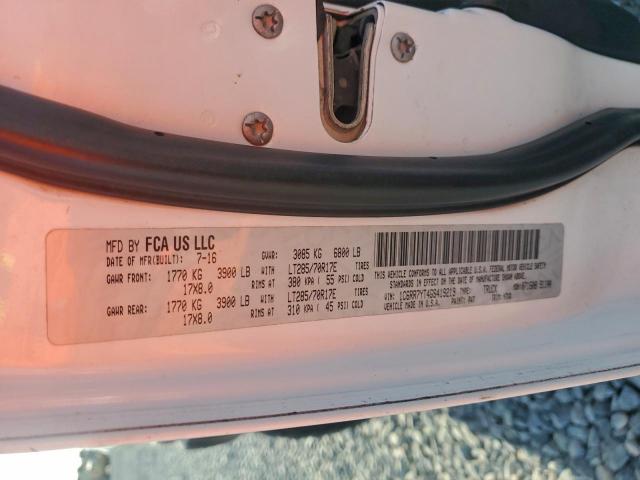 MFD BY FCA US LLC
DATE OF MFR(BUILT): 7-16 GVWR: 3085 KG 6800 LB
GAWR FRONT: 1770 KG 3900 LB WITH LT285/70R17E TIRES
17X8.0 RIMS AT 380 KPA ( 55 PSI) COLD
GAWR REAR: 1770 KG 3900 LB WITH LT285/70R17E TIRES
17X8.0 RIMS AT 310 KPA ( 45 PSI) COLD
THIS VEHICLE CONFORMS TO ALL APPLICABLE U.S.A. FEDERAL MOTOR VEHICLE SAFETY
STANDARDS IN EFFECT ON THE DATE OF MANUFACTURE SHOWN ABOVE.
VIN: 1C6RR7YT4GS419219 TYPE: TRUCK
MADE IN U.S.A. PAINT: TRIM: